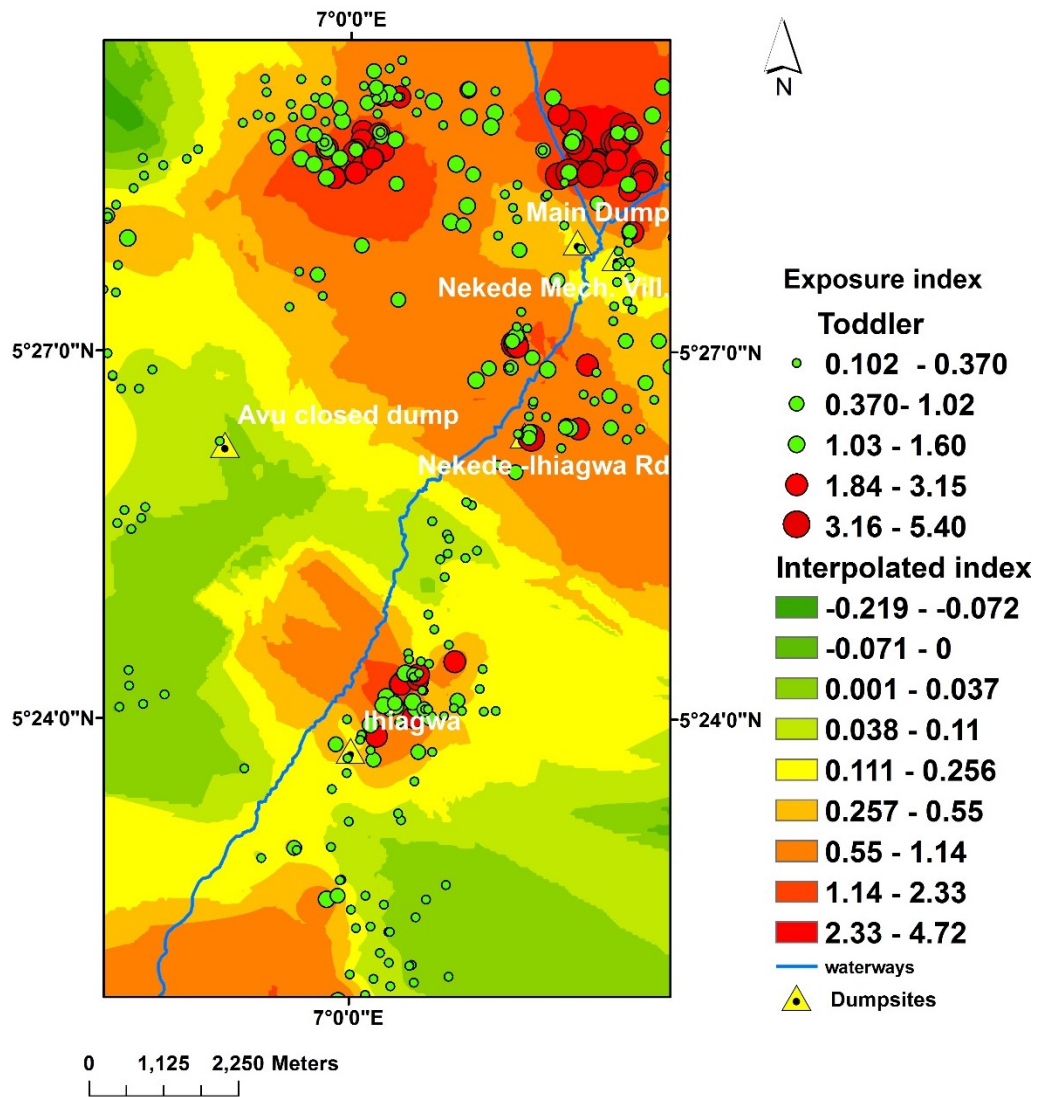 7°0'0"E
N
Main Dump
Nekede Mech. Vill.
5°27'0"N
5°27'0"N
Avu closed dump
Nekede -Ihiagwa Rd
5°24'0"N
5°24'0"N
Ihiagwa
7°0'0"E
0 1,125 2,250 Meters
Exposure index
Toddler
0.102 - 0.370
0.370- 1.02
1.03 - 1.60
1.84 - 3.15
3.16 - 5.40
Interpolated index
-0.219 - -0.072
-0.071 - 0
0.001 - 0.037
0.038 - 0.11
0.111 - 0.256
0.257 - 0.55
0.55 - 1.14
1.14 - 2.33
2.33 - 4.72
waterways
Dumpsites